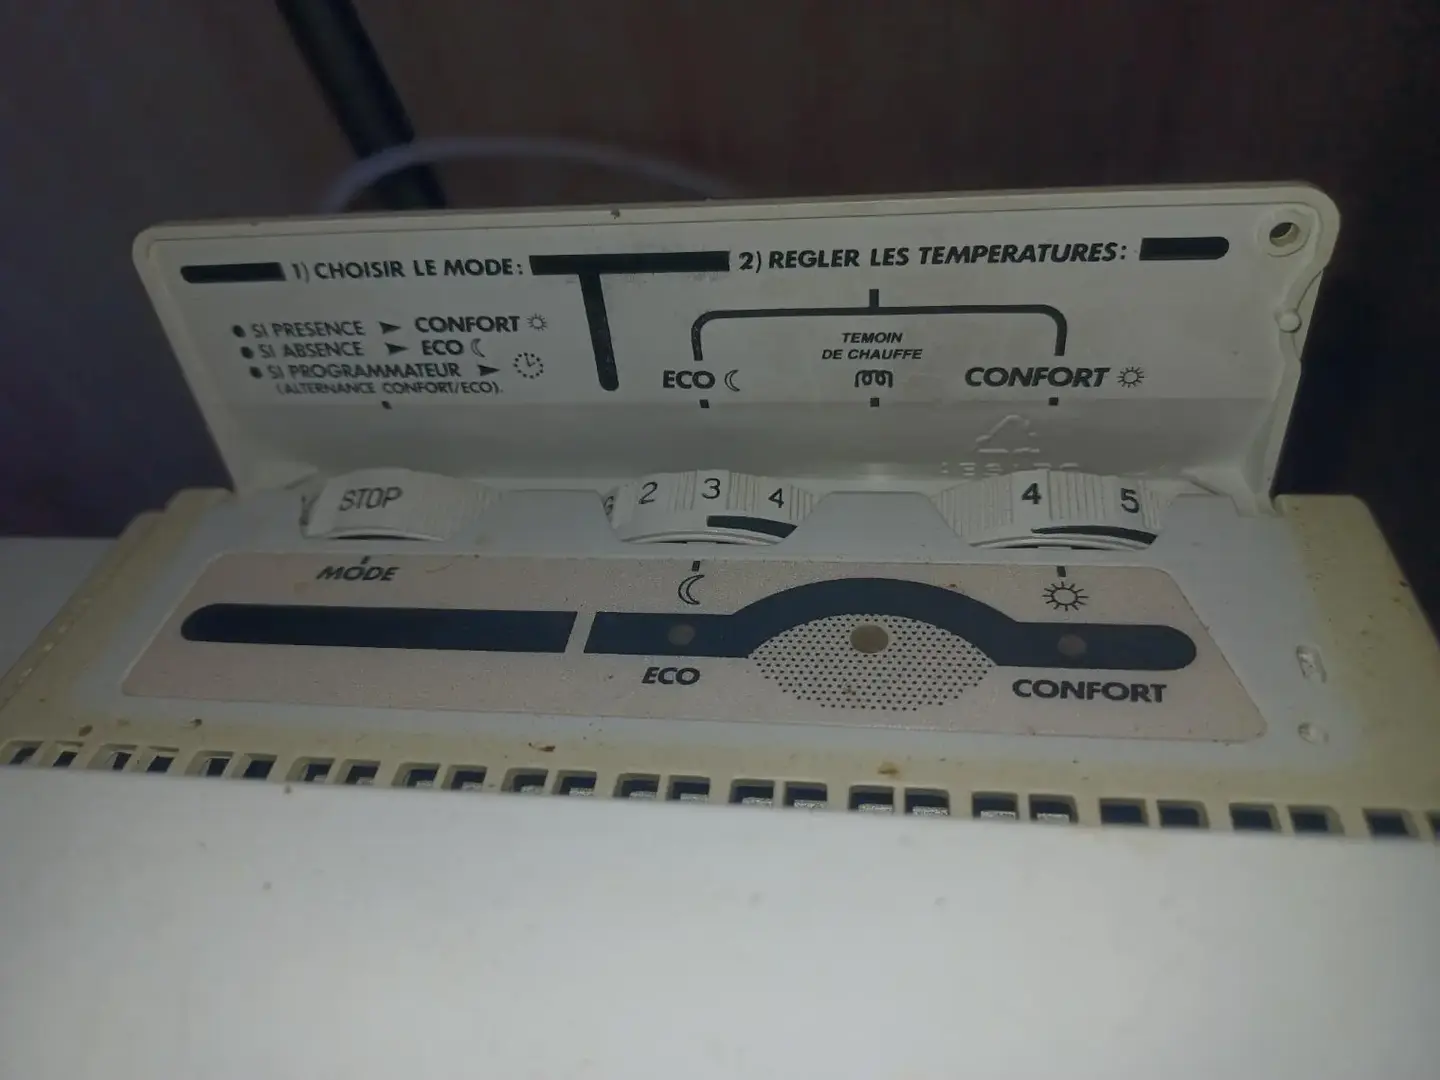 1) CHOISIR LE MODE:
• SI PRESENCE ► CONFORT
• SI ABSENCE ► ECO
• SI PROGRAMMATEUR ►
(ALTERNANCE CONFORT/ECO).
2) REGLER LES TEMPERATURES:
TEMOIN
DE CHAUFFE
ECO
CONFORT
STOP
2 3 4
4 5
MODE
ECO
CONFORT